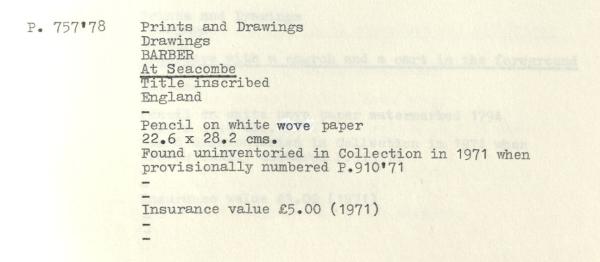 P. 757'78 Prints and Drawings
Drawings
BARBER
At Seacombe
Title inscribed
England
-
Pencil on white wove paper
22.6 x 28.2 cms.
Found uninventoried in Collection in 1971 when
provisionally numbered P.910'71
-
-
Insurance value £5.00 (1971)
-
-